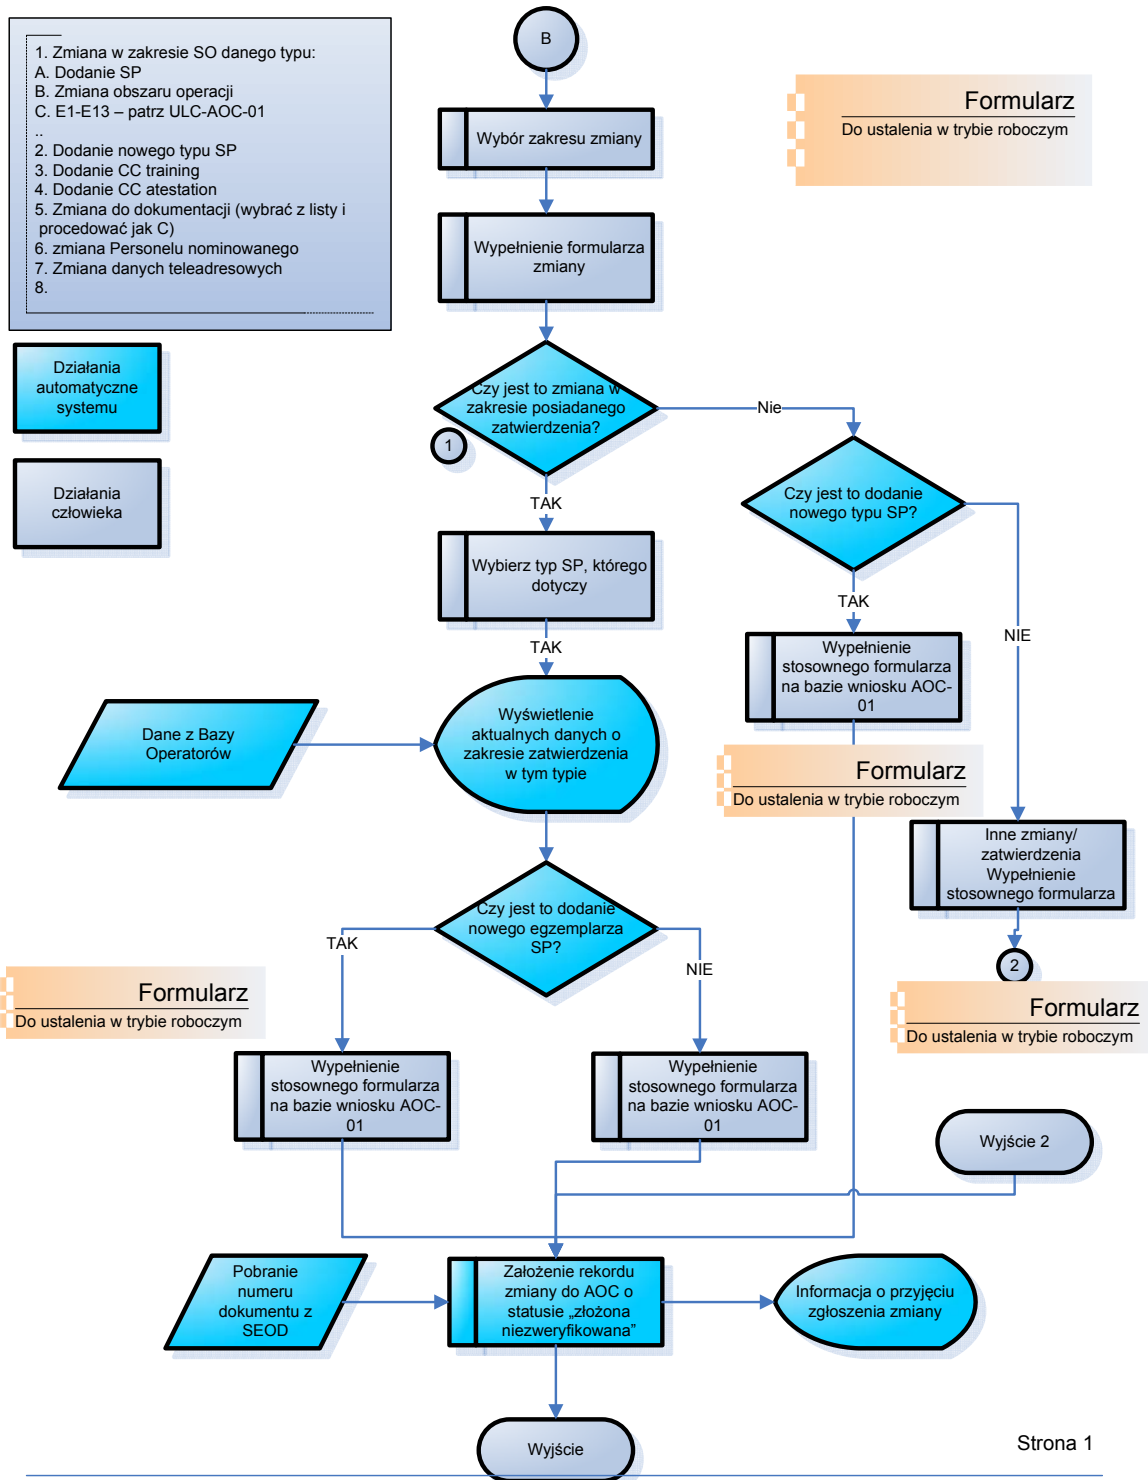 1. Zmiana w zakresie SO danego typu:
A. Dodanie SP
B. Zmiana obszaru operacji
C. E1-E13 – patrz ULC-AOC-01
..
2. Dodanie nowego typu SP
3. Dodanie CC training
4. Dodanie CC atestation
5. Zmiana do dokumentacji (wybrać z listy i
procedować jak C)
6. zmiana Personelu nominowanego
7. Zmiana danych teleadresowych
8.
B
Formularz
Do ustalenia w trybie roboczym
Wybór zakresu zmiany
Wypełnienie formularza
zmiany
Działania
automatyczne
systemu
Działania
człowieka
Czy jest to zmiana w
zakresie posiadanego
zatwierdzenia?
1
Nie
TAK
Czy jest to dodanie
nowego typu SP?
Wybierz typ SP, którego
dotyczy
TAK
TAK
NIE
Wypełnienie
stosownego formularza
na bazie wniosku AOC-
01
Dane z Bazy
Operatorów
Wyświetlenie
aktualnych danych o
zakresie zatwierdzenia
w tym typie
Formularz
Do ustalenia w trybie roboczym
Inne zmiany/
zatwierdzenia
Wypełnienie
stosownego formularza
Czy jest to dodanie
nowego egzemplarza
SP?
TAK
NIE
2
Formularz
Do ustalenia w trybie roboczym
Formularz
Do ustalenia w trybie roboczym
Wypełnienie
stosownego formularza
na bazie wniosku AOC-
01
Wypełnienie
stosownego formularza
na bazie wniosku AOC-
01
Wyjście 2
Pobranie
numeru
dokumentu z
SEOD
Założenie rekordu
zmiany do AOC o
statusie „złożona
niezweryfikowana”
Informacja o przyjęciu
zgłoszenia zmiany
Wyjście
Strona 1